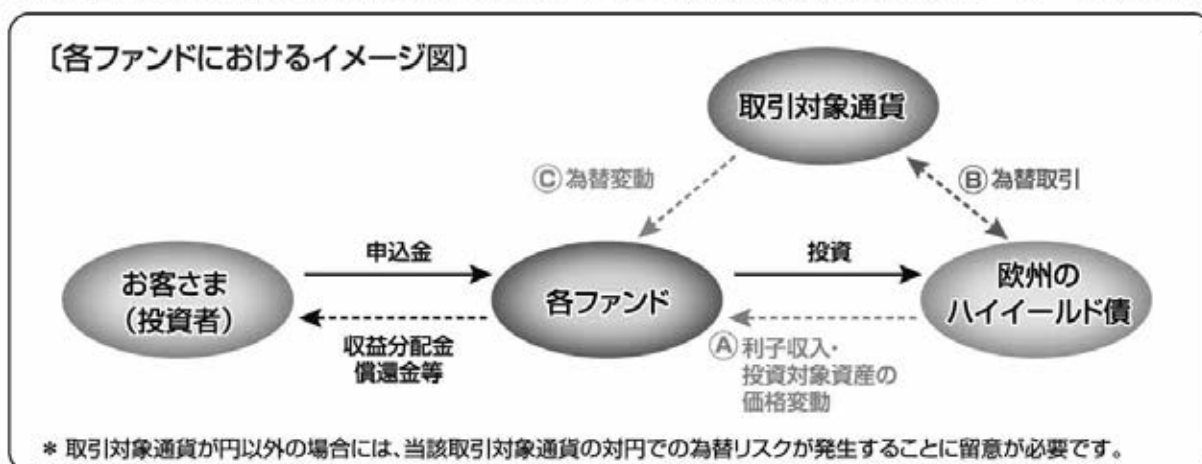 〔各ファンドにおけるイメージ図〕
取引対象通貨
Ⓒ為替変動
Ⓑ為替取引
お客さま
（投資者）
申込金
収益分配金
償還金等
各ファンド
投資
欧州の
ハイイールド債
Ⓐ利子収入・
投資対象資産の
価格変動
＊ 取引対象通貨が円以外の場合には、当該取引対象通貨の対円での為替リスクが発生することに留意が必要です。